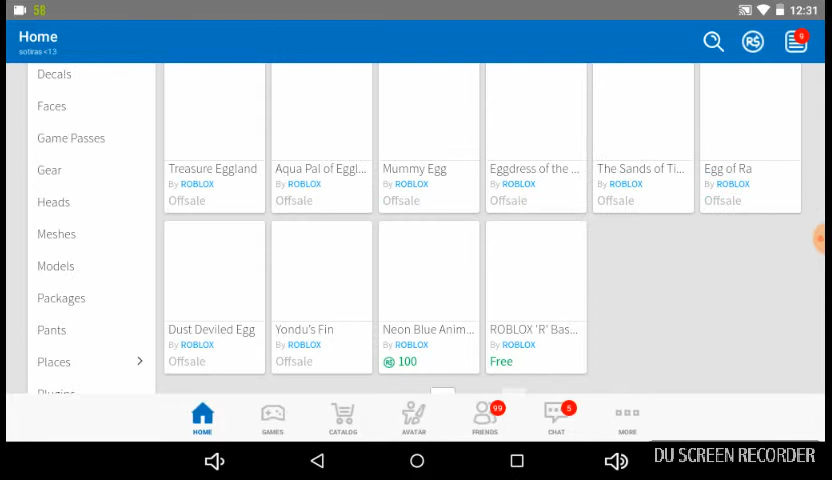 58
12:31
Home
sotiras<13
R$
9
Decals
Faces
Game Passes
Gear
Heads
Meshes
Models
Packages
Pants
Places
Treasure Eggland
By ROBLOX
Offsale
Aqua Pal of Eggl...
By ROBLOX
Offsale
Mummy Egg
By ROBLOX
Offsale
Eggdress of the ...
By ROBLOX
Offsale
The Sands of Ti...
By ROBLOX
Offsale
Egg of Ra
By ROBLOX
Offsale
Dust Deviled Egg
By ROBLOX
Offsale
Yondu's Fin
By ROBLOX
Offsale
Neon Blue Anim...
By ROBLOX
R$ 100
ROBLOX 'R' Bas...
By ROBLOX
Free
HOME
GAMES
CATALOG
AVATAR
99
FRIENDS
5
CHAT
MORE
DU SCREEN RECORDER